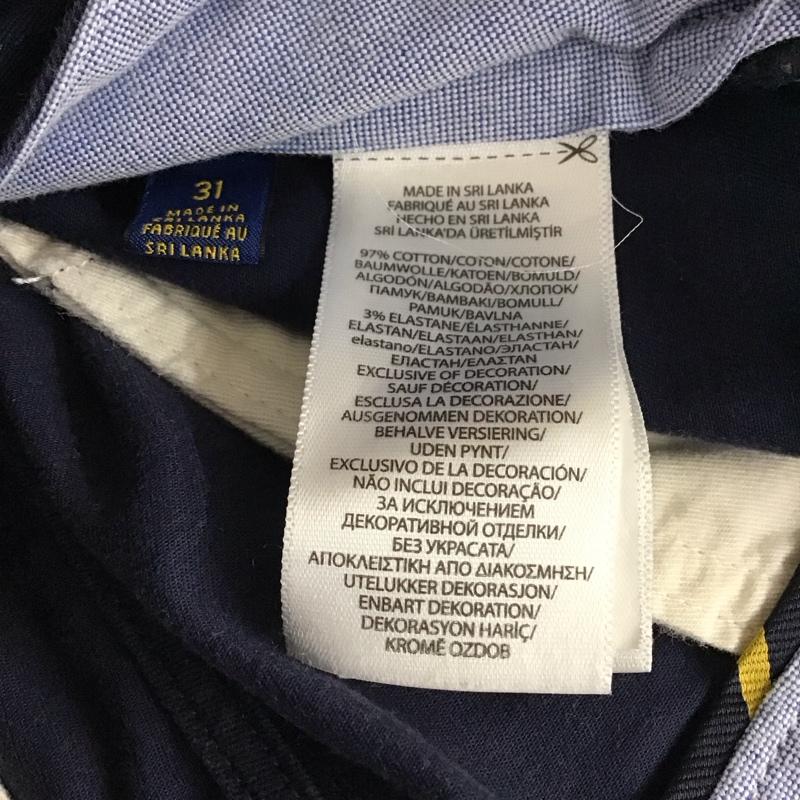 31
MADE IN
SRI LANKA
FABRIQUÉ AU
SRI LANKA
MADE IN SRI LANKA
FABRIQUÉ AU SRI LANKA
HECHO EN SRI LANKA
SRI LANKA'DA ÜRETİLMİŞTİR
97% COTTON/COTON/COTONE/
BAUMWOLLE/KATOEN/BOMULD/
ALGODÓN/ALGODÃO/ХЛОПОК/
ПАМУК/ΒΑΜΒΑΚΙ/BOMULL/
PAMUK/BAVLNA
3% ELASTANE/ÉLASTHANNE/
ELASTAN/ELASTAAN/ELASTHAN/
elastano/ELASTANO/ЭЛАСТАН/
ЕЛАСТАН/ΕΛΑΣΤΑΝ
EXCLUSIVE OF DECORATION/
SAUF DÉCORATION/
ESCLUSA LA DECORAZIONE/
AUSGENOMMEN DEKORATION/
BEHALVE VERSIERING/
UDEN PYNT/
EXCLUSIVO DE LA DECORACIÓN/
NÃO INCLUI DECORAÇÃO/
ЗА ИСКЛЮЧЕНИЕМ
ДЕКОРАТИВНОЙ ОТДЕЛКИ/
БЕЗ УКРАСАТА/
ΑΠΟΚΛΕΙΣΤΙΚΗ ΑΠΟ ΔΙΑΚΟΣΜΗΣΗ/
UTELUKKER DEKORASJON/
ENBART DEKORATION/
DEKORASYON HARİÇ/
KROMĚ OZDOB